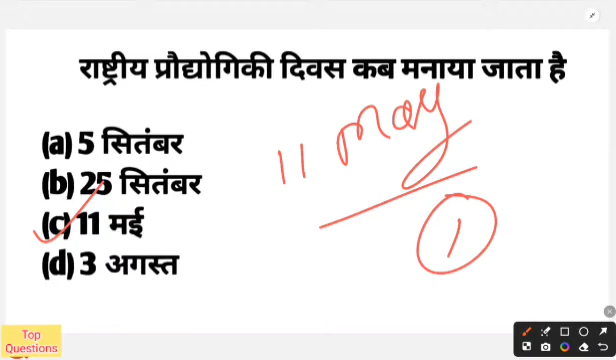 राष्ट्रीय प्रौद्योगिकी दिवस कब मनाया जाता है
(a) 5 सितंबर
(b) 25 सितंबर
(c) 11 मई
(d) 3 अगस्त
11 May
1
Top
Questions